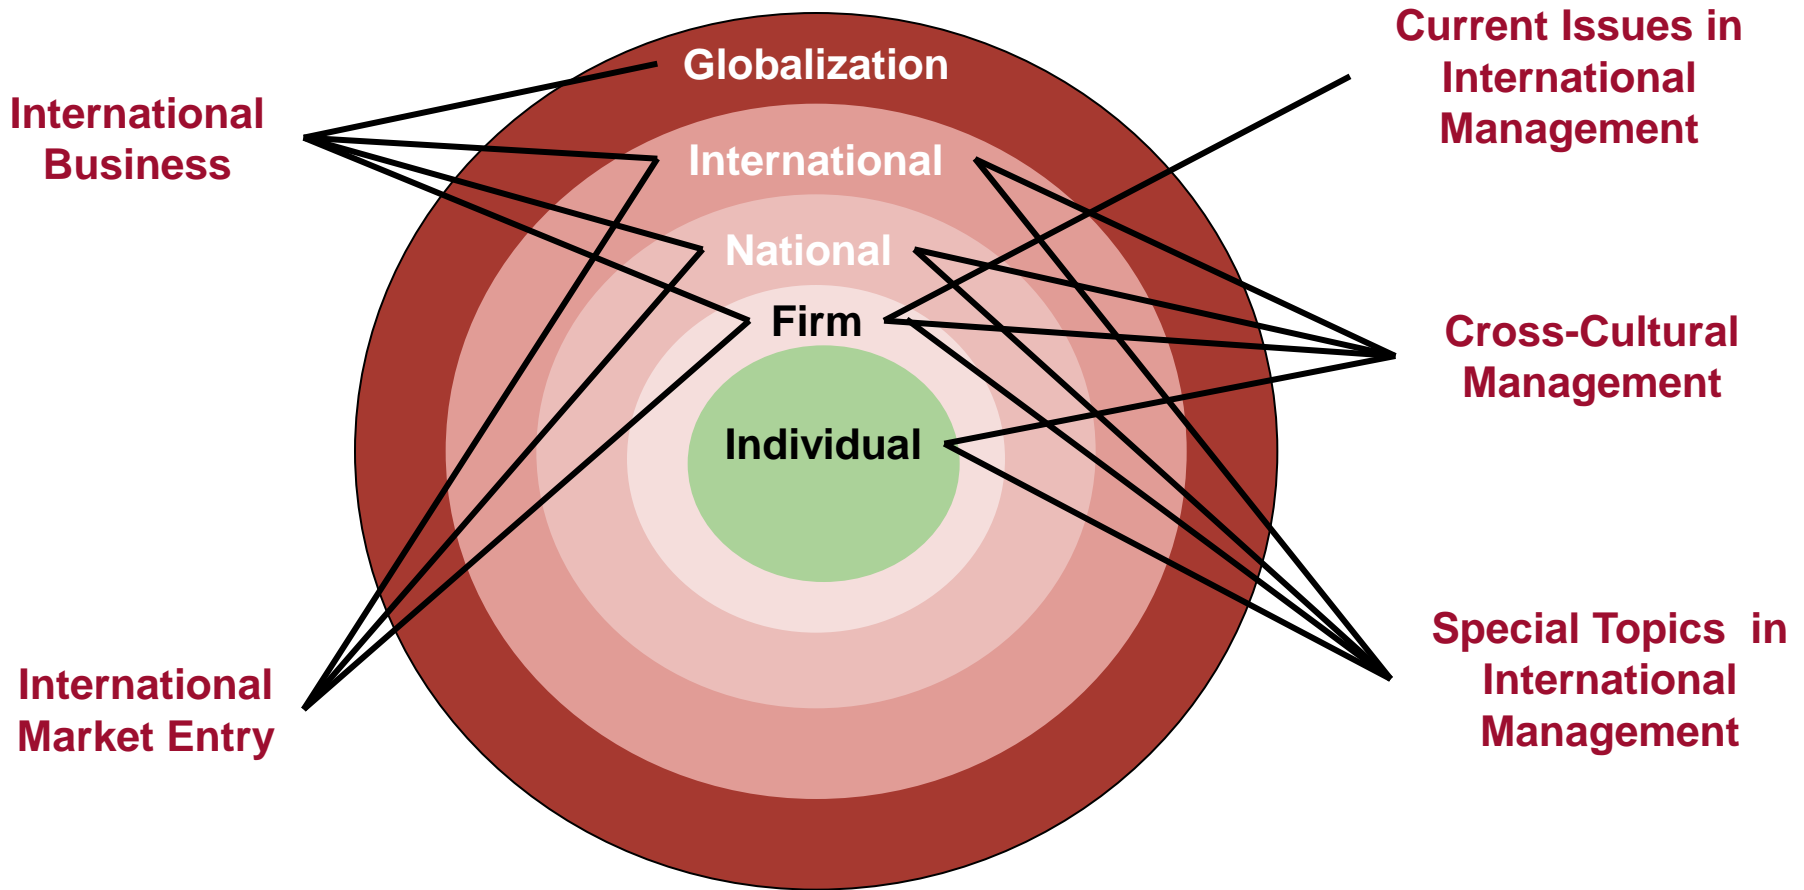 International
Business
International
Market Entry
Globalization
International
National
Firm
Individual
Current Issues in
International
Management
Cross-Cultural
Management
Special Topics  in
International
Management